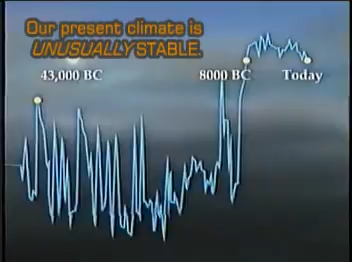 Our present climate is
UNUSUALLY STABLE.
43,000 BC
8000 BC
Today